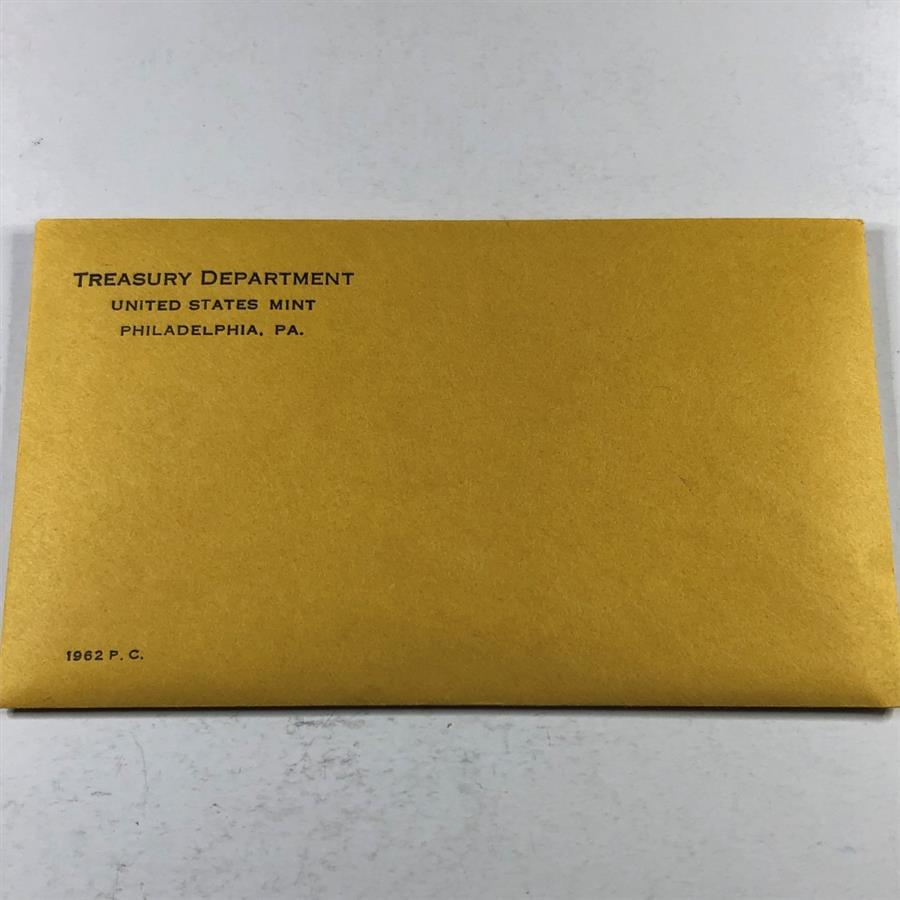 TREASURY DEPARTMENT
UNITED STATES MINT
PHILADELPHIA, PA.
1962 P. C.